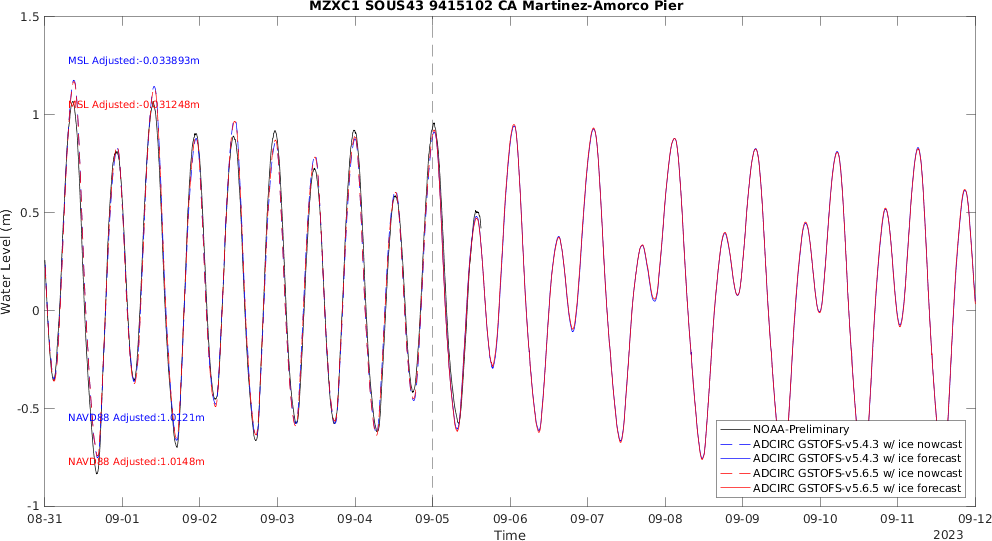 MZXC1 SOUS43 9415102 CA Martinez-Amorco Pier
1.5
1
0.5
0
-0.5
-1
Water Level (m)
MSL Adjusted:-0.033893m
MSL Adjusted:-0.031248m
NAVD88 Adjusted:1.0121m
NAVD88 Adjusted:1.0148m
NOAA-Preliminary
ADCIRC GSTOFS-v5.4.3 w/ ice nowcast
ADCIRC GSTOFS-v5.4.3 w/ ice forecast
ADCIRC GSTOFS-v5.6.5 w/ ice nowcast
ADCIRC GSTOFS-v5.6.5 w/ ice forecast
08-31 09-01 09-02 09-03 09-04 09-05 09-06 09-07 09-08 09-09 09-10 09-11 09-12
Time
2023